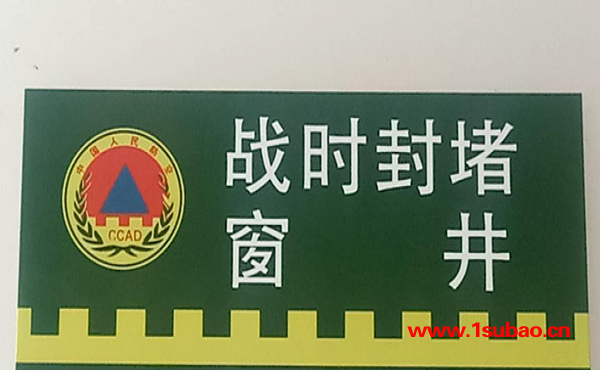 中国人民防空
CCAD
战时封堵
窗 井
www.1subao.cn